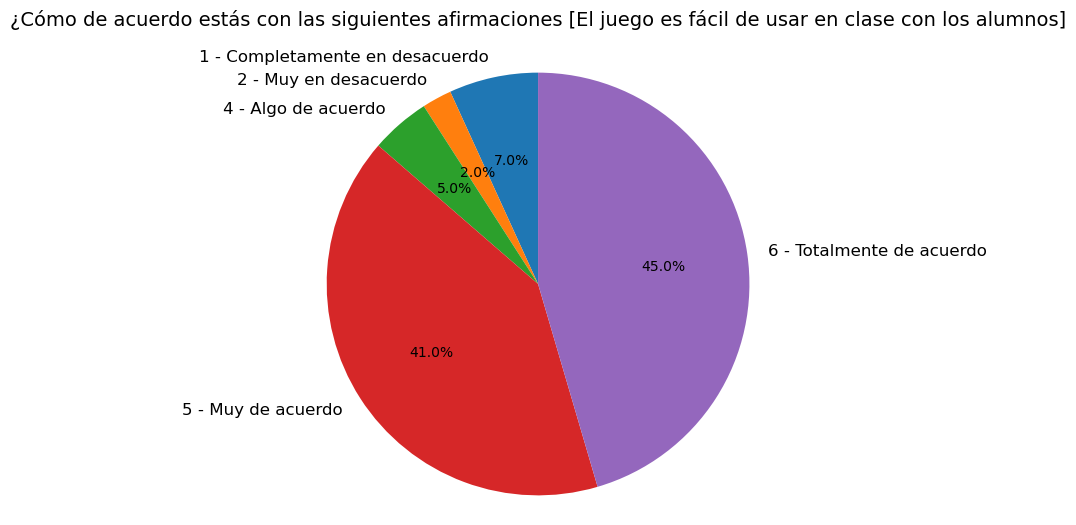 ¿Cómo de acuerdo estás con las siguientes afirmaciones [El juego es fácil de usar en clase con los alumnos]
1 - Completamente en desacuerdo
2 - Muy en desacuerdo
4 - Algo de acuerdo
7.0%
2.0%
5.0%
6 - Totalmente de acuerdo
45.0%
41.0%
5 - Muy de acuerdo